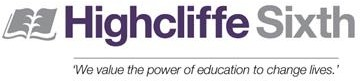 Highcliffe Sixth
'We value the power of education to change lives.'